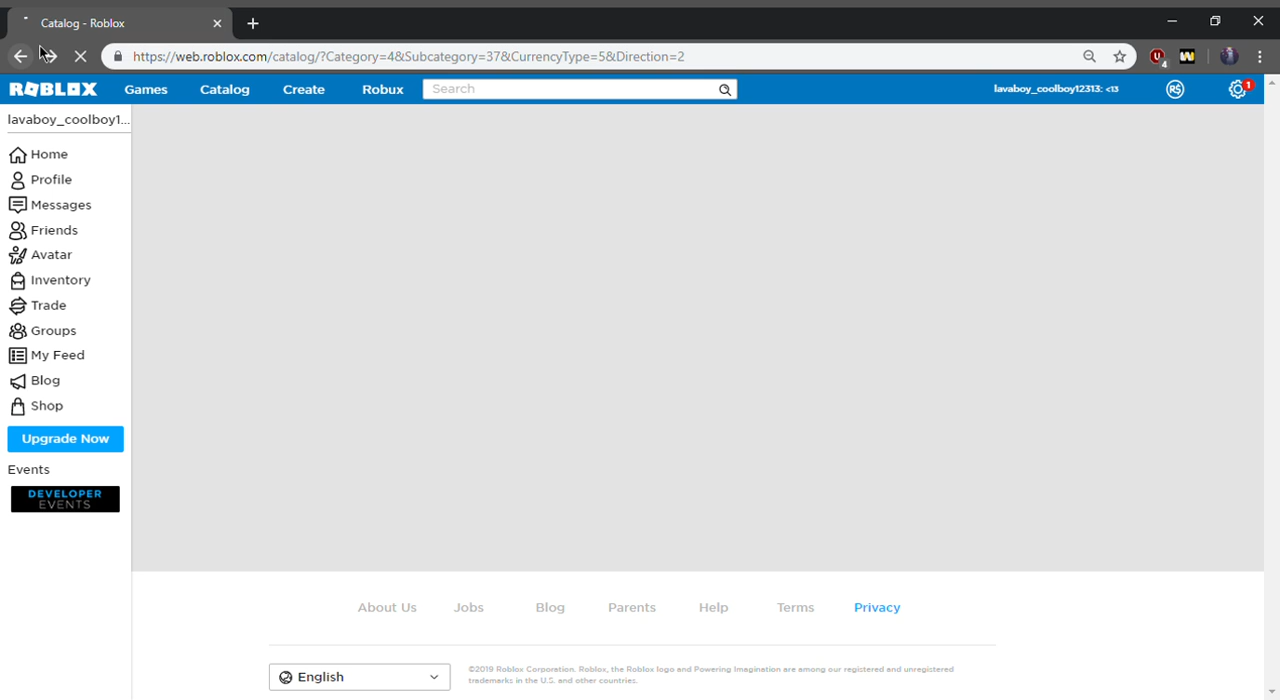 Catalog - Roblox
https://web.roblox.com/catalog/?Category=4&Subcategory=37&CurrencyType=5&Direction=2
U 4 W
ROBLOX Games Catalog Create Robux Search lavaboy_coolboy12313: <13 R$ 1
lavaboy_coolboy1...
Home
Profile
Messages
Friends
Avatar
Inventory
Trade
Groups
My Feed
Blog
Shop
Upgrade Now
Events
DEVELOPER
EVENTS
About Us Jobs Blog Parents Help Terms Privacy
English
©2019 Roblox Corporation. Roblox, the Roblox logo and Powering Imagination are among our registered and unregistered
trademarks in the U.S. and other countries.